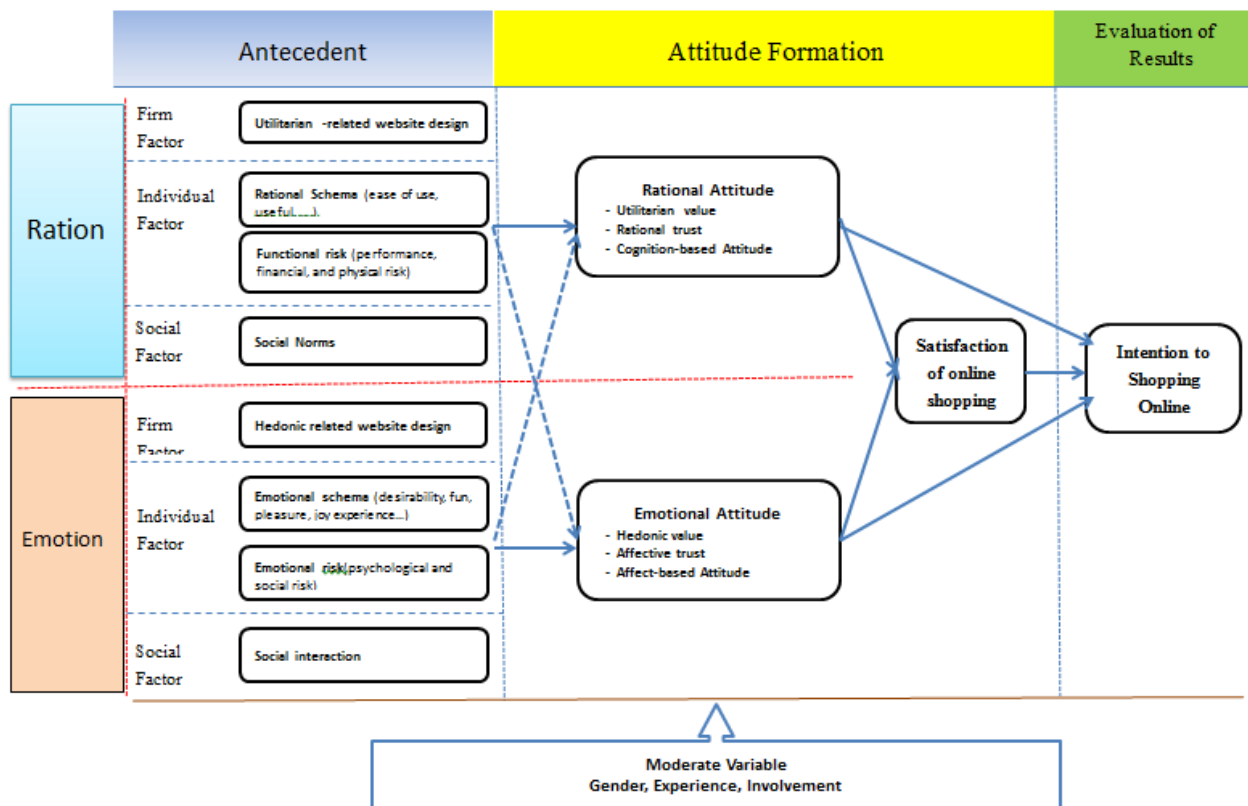 Antecedent
Attitude Formation
Evaluation of
Results
Ration
Firm
Factor
Utilitarian -related website design
Individual
Factor
Rational Schema (ease of use,
useful.....).
Functional risk (performance,
financial, and physical risk)
Social
Factor
Social Norms
Emotion
Firm
Factor
Hedonic related website design
Individual
Factor
Emotional schema (desirability, fun,
pleasure, joy experience...)
Emotional risk(psychological and
social risk)
Social
Factor
Social interaction
Rational Attitude
- Utilitarian value
- Rational trust
- Cognition-based Attitude
Emotional Attitude
- Hedonic value
- Affective trust
- Affect-based Attitude
Satisfaction
of online
shopping
Intention to
Shopping
Online
Moderate Variable
Gender, Experience, Involvement